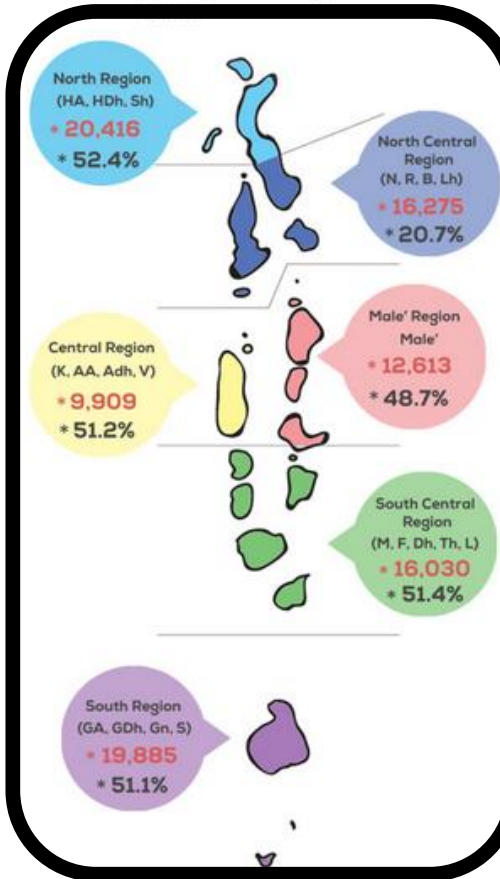 North Region
(HA, HDh, Sh)
* 20,416
* 52.4%
North Central
Region
(N, R, B, Lh)
* 16,275
* 20.7%
Male' Region
Male'
* 12,613
* 48.7%
Central Region
(K, AA, Adh, V)
* 9,909
* 51.2%
South Central
Region
(M, F, Dh, Th, L)
* 16,030
* 51.4%
South Region
(GA, GDh, Gn, S)
* 19,885
* 51.1%